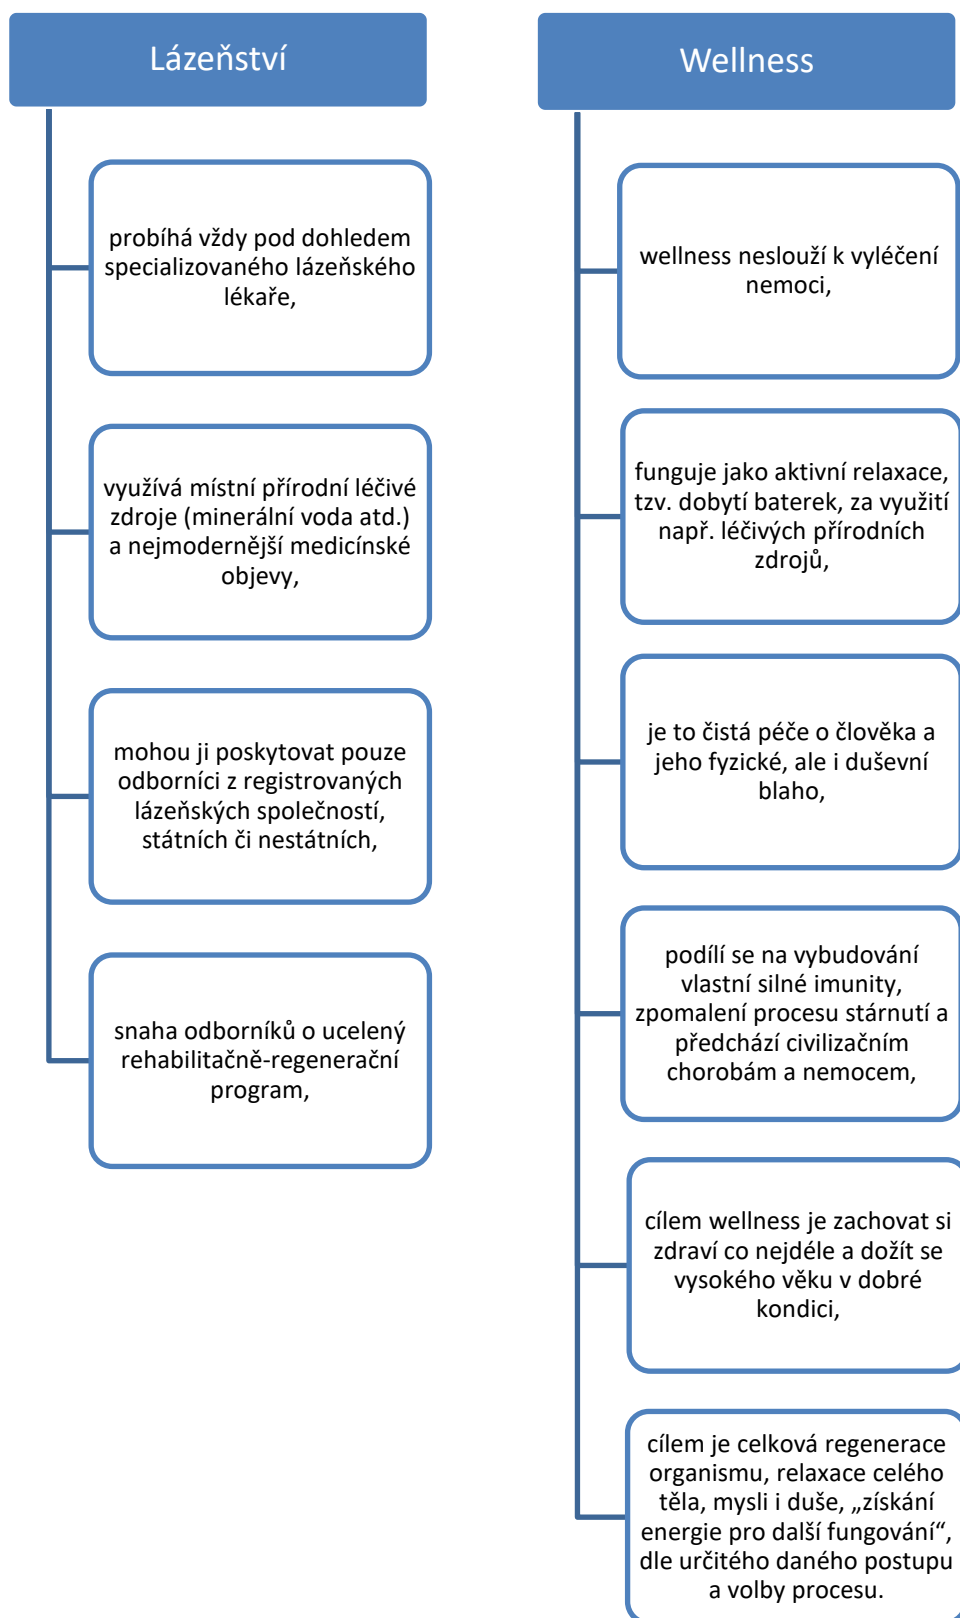 Lázeňství
probíhá vždy pod dohledem
specializovaného lázeňského
lékaře,
využívá místní přírodní léčivé
zdroje (minerální voda atd.)
a nejmodernější medicínské
objevy,
mohou ji poskytovat pouze
odborníci z registrovaných
lázeňských společností,
státních či nestátních,
snaha odborníků o ucelený
rehabilitačně-regenerační
program,
Wellness
wellness neslouží k vyléčení
nemoci,
funguje jako aktivní relaxace,
tzv. dobytí baterek, za využití
např. léčivých přírodních
zdrojů,
je to čistá péče o člověka a
jeho fyzické, ale i duševní
blaho,
podílí se na vybudování
vlastní silné imunity,
zpomalení procesu stárnutí a
předchází civilizačním
chorobám a nemocem,
cílem wellness je zachovat si
zdraví co nejdéle a dožít se
vysokého věku v dobré
kondici,
cílem je celková regenerace
organismu, relaxace celého
těla, mysli i duše, „získání
energie pro další fungování“,
dle určitého daného postupu
a volby procesu.